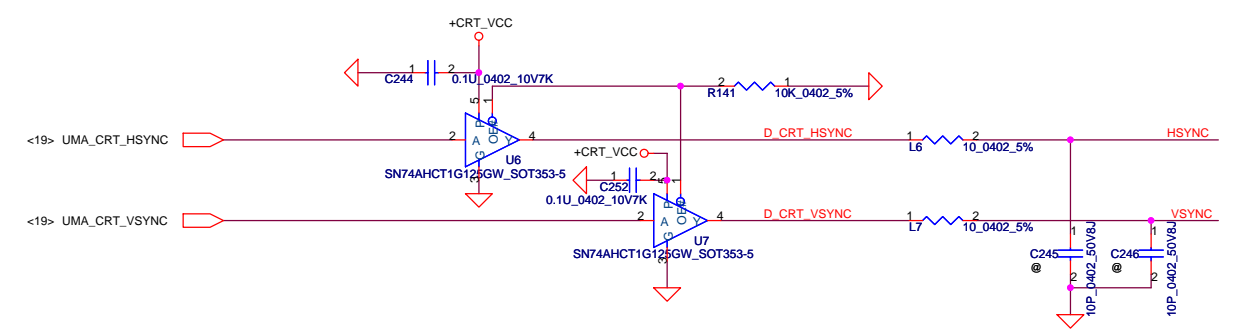 +CRT_VCC
1 2
C244
0.1U_0402_10V7K
5
1
2 1
R141 10K_0402_5%
<19> UMA_CRT_HSYNC
2 A P OE# Y G 4
3
U6
SN74AHCT1G125GW_SOT353-5
D_CRT_HSYNC
1 2
L6 10_0402_5%
HSYNC
+CRT_VCC
1 2
C252
0.1U_0402_10V7K
5
1
<19> UMA_CRT_VSYNC
2 A P OE# Y G 4
3
U7
SN74AHCT1G125GW_SOT353-5
D_CRT_VSYNC
1 2
L7 10_0402_5%
VSYNC
1
C245
@
2
10P_0402_50V8J
1
C246
@
2
10P_0402_50V8J